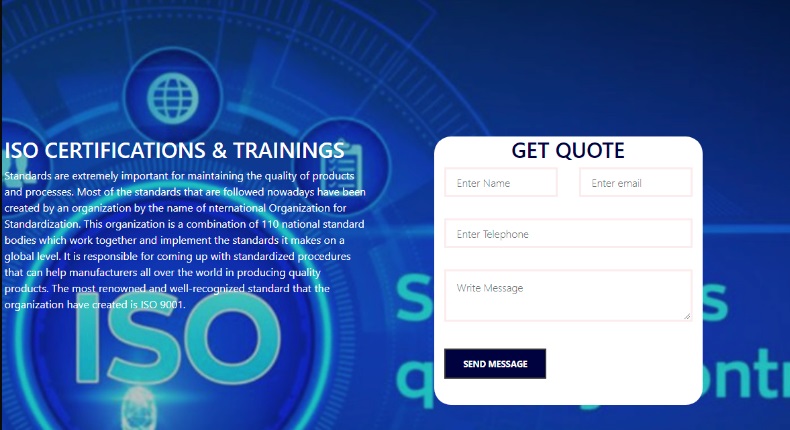 ISO CERTIFICATIONS & TRAININGS
Standards are extremely important for maintaining the quality of products
and processes. Most of the standards that are followed nowadays have been
created by an organization by the name of nternational Organization for
Standardization. This organization is a combination of 110 national standard
bodies which work together and implement the standards it makes on a
global level. It is responsible for coming up with standardized procedures
that can help manufacturers all over the world in producing quality
products. The most renowned and well-recognized standard that the
organization have created is ISO 9001.
ISO
GET QUOTE
Enter Name
Enter email
Enter Telephone
Write Message
SEND MESSAGE